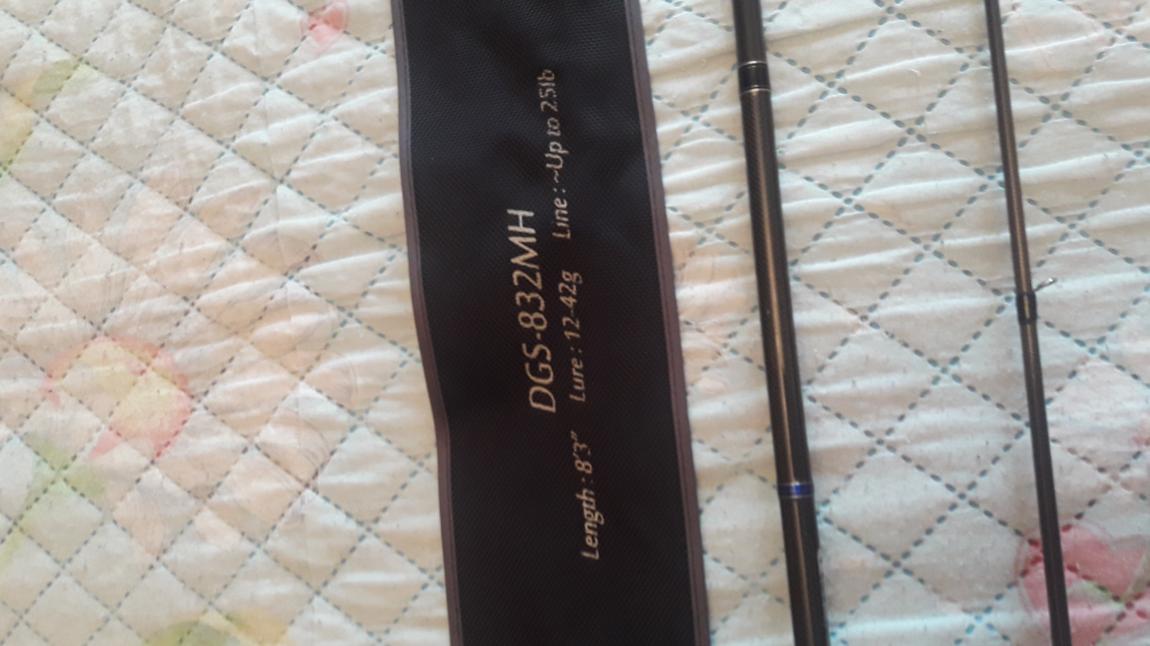 DGS-832MH
Length : 8'3" Lure : 12-42g Line : ~Up to 25lb